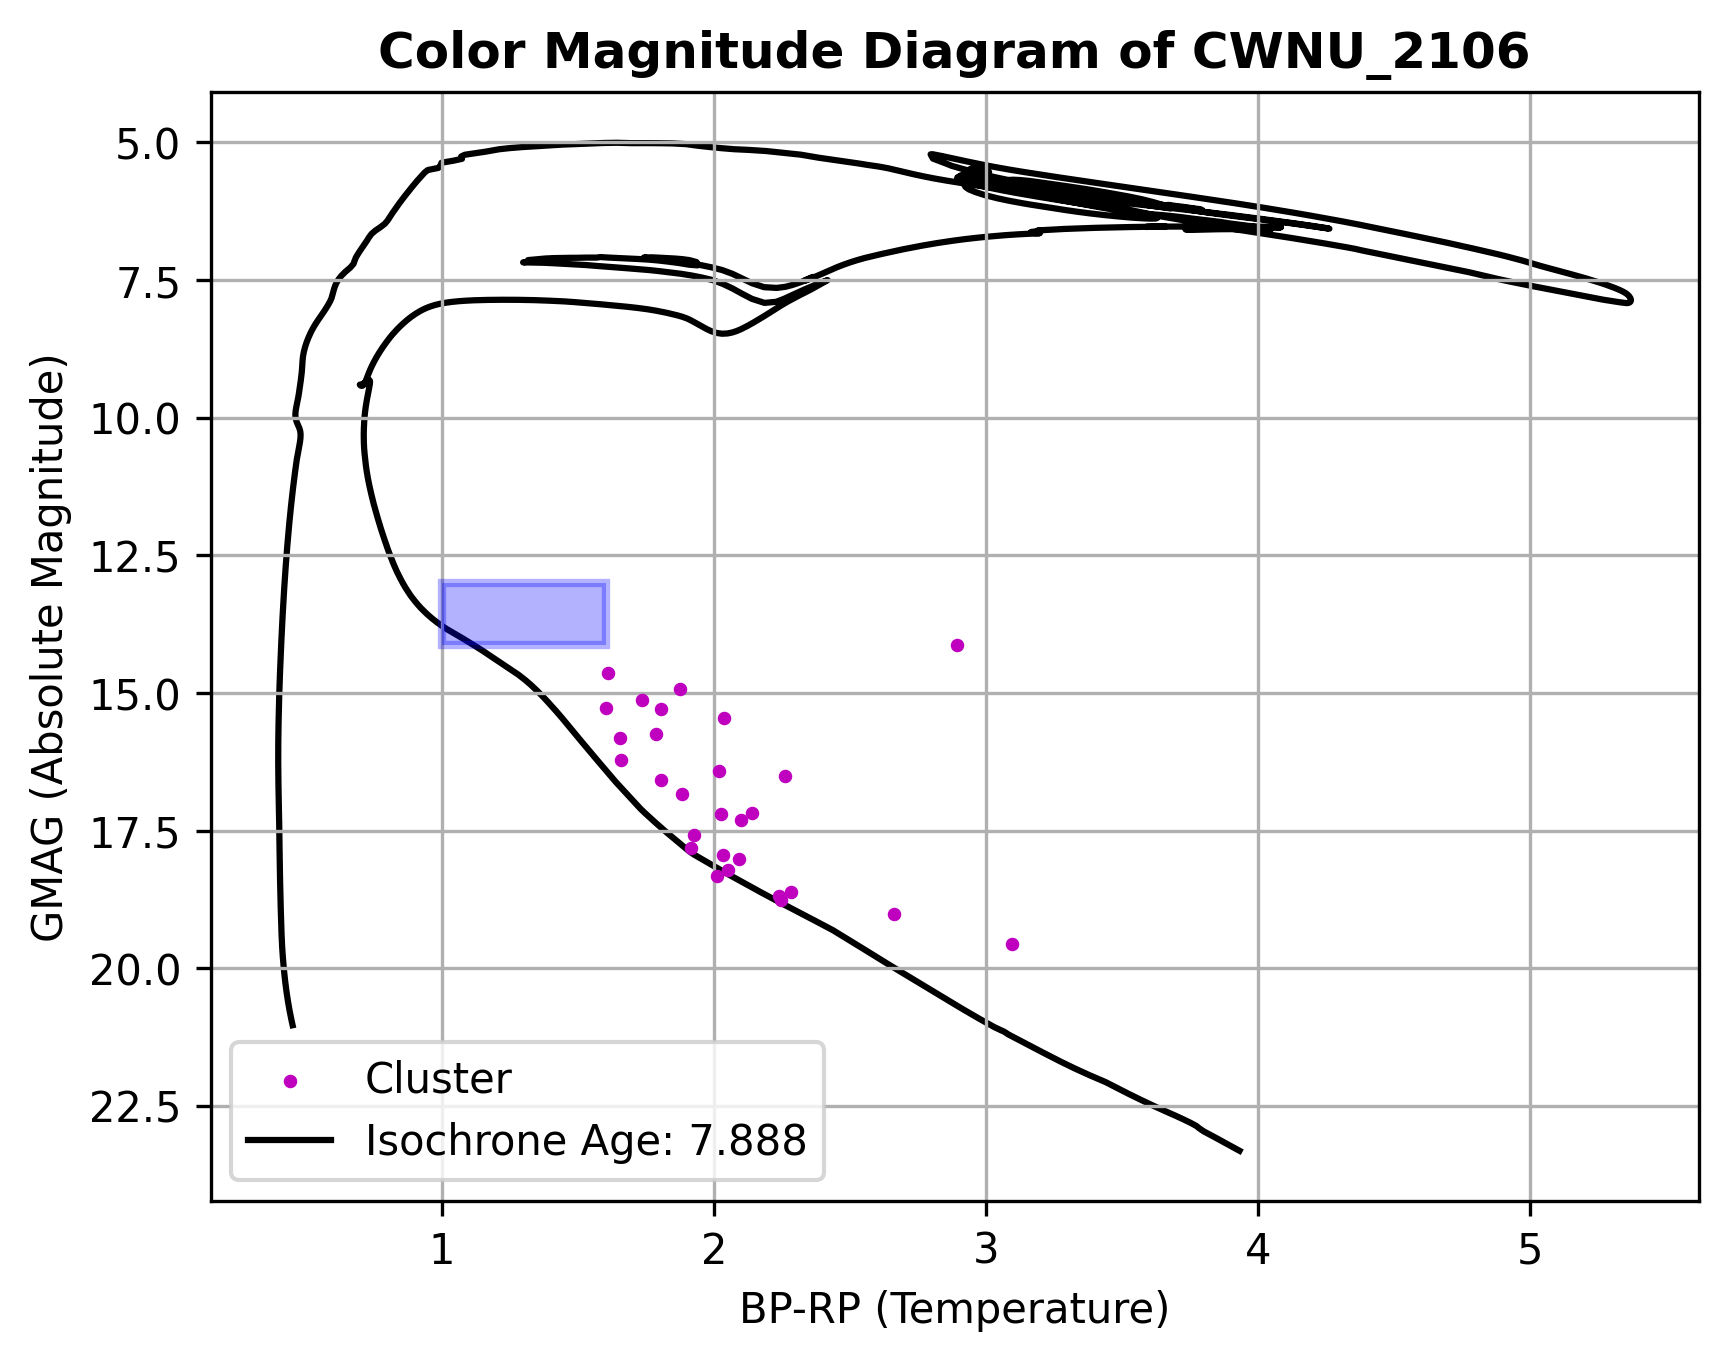 Color Magnitude Diagram of CWNU_2106
GMAG (Absolute Magnitude)
5.0
7.5
10.0
12.5
15.0
17.5
20.0
22.5
Cluster
Isochrone Age: 7.888
1 2 3 4 5
BP-RP (Temperature)